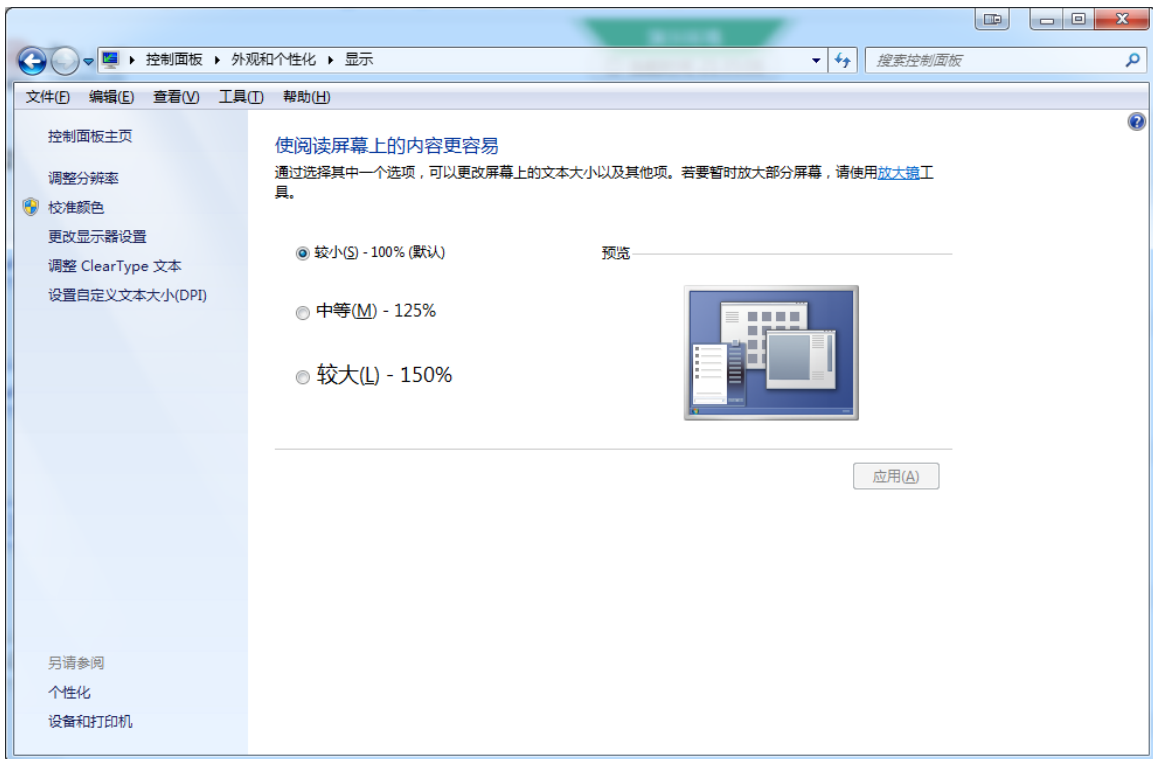 控制面板 外观和个性化 显示
搜索控制面板
文件(F) 编辑(E) 查看(V) 工具(T) 帮助(H)
控制面板主页
调整分辨率
校准颜色
更改显示器设置
调整 ClearType 文本
设置自定义文本大小(DPI)
使阅读屏幕上的内容更容易
通过选择其中一个选项，可以更改屏幕上的文本大小以及其他项。若要暂时放大部分屏幕，请使用放大镜工
具。
较小(S) - 100% (默认)
预览
中等(M) - 125%
较大(L) - 150%
应用(A)
另请参阅
个性化
设备和打印机